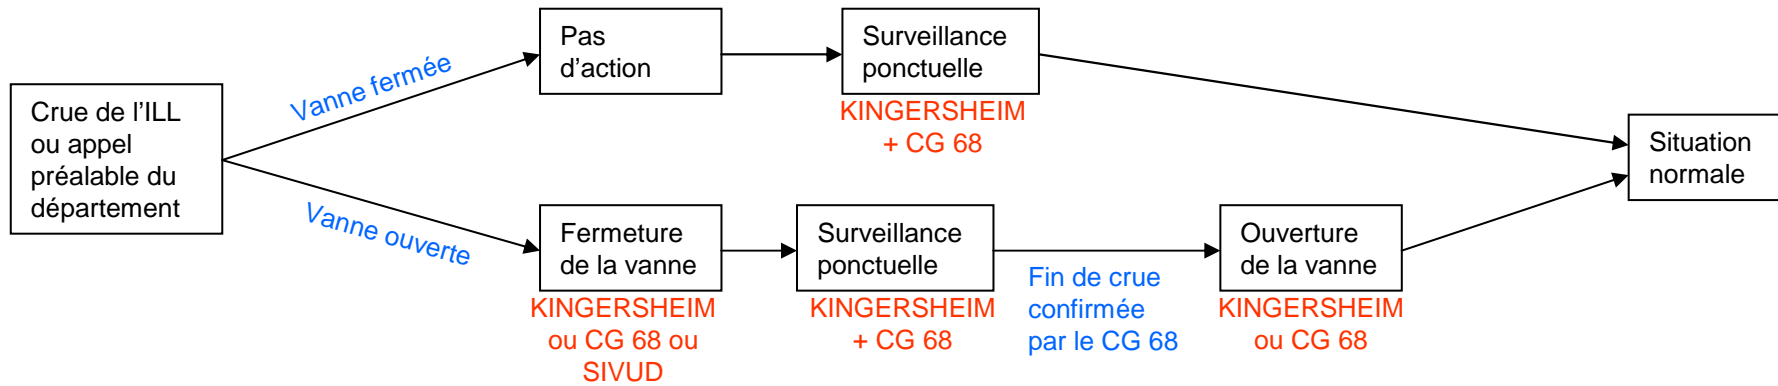 Crue de l'ILL
ou appel
préalable du
département
Vanne fermée
Pas
d'action
Surveillance
ponctuelle
KINGERSHEIM
+ CG 68
Vanne ouverte
Fermeture
de la vanne
KINGERSHEIM
ou CG 68 ou
SIVUD
Surveillance
ponctuelle
KINGERSHEIM
+ CG 68
Fin de crue
confirmée
par le CG 68
Ouverture
de la vanne
KINGERSHEIM
ou CG 68
Situation
normale